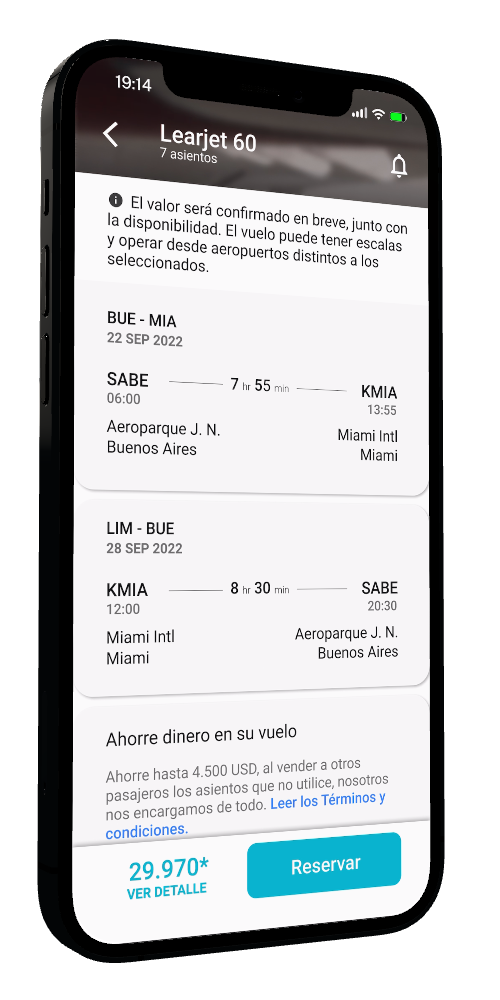 19:14
Learjet 60
7 asientos
El valor será confirmado en breve, junto con
la disponibilidad. El vuelo puede tener escalas
y operar desde aeropuertos distintos a los
seleccionados.
BUE - MIA
22 SEP 2022
SABE 7 hr 55 min KMIA
06:00 13:55
Aeroparque J. N. Miami Intl
Buenos Aires Miami
LIM - BUE
28 SEP 2022
KMIA 8 hr 30 min SABE
12:00 20:30
Miami Intl Aeroparque J. N.
Miami Buenos Aires
Ahorre dinero en su vuelo
Ahorre hasta 4.500 USD, al vender a otros
pasajeros los asientos que no utilice, nosotros
nos encargamos de todo. Leer los Términos y
condiciones.
29.970* Reservar
VER DETALLE